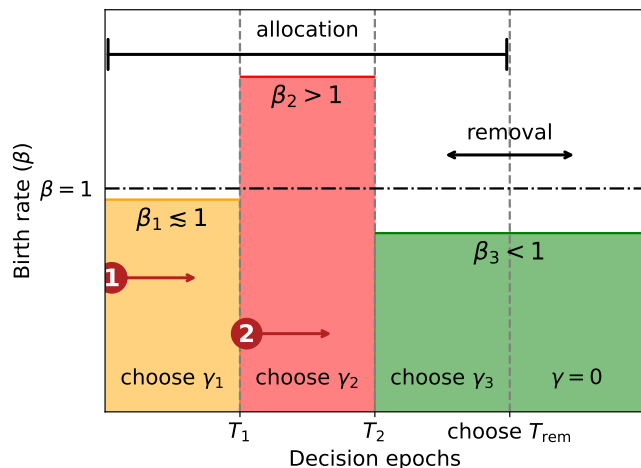 allocation
β₂ > 1
removal
Birth rate (β)
β = 1
β₁ ≲ 1
β₃ < 1
1
2
choose γ₁
choose γ₂
choose γ₃
γ = 0
T₁
T₂
choose T_rem
Decision epochs